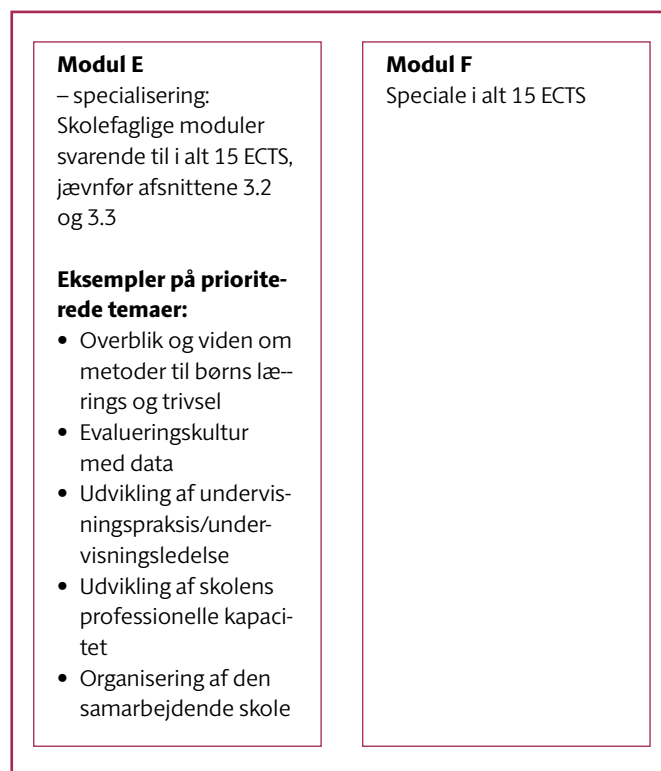 Modul E
– specialisering:
Skolefaglige moduler
svarende til i alt 15 ECTS,
jævnfør afsnittene 3.2
og 3.3
Eksempler på priorite-
rede temaer:
• Overblik og viden om
metoder til børns læ--
rings og trivsel
• Evalueringskultur
med data
• Udvikling af undervis-
ningspraksis/under-
visningsledelse
• Udvikling af skolens
professionelle kapaci-
tet
• Organisering af den
samarbejdende skole
Modul F
Speciale i alt 15 ECTS